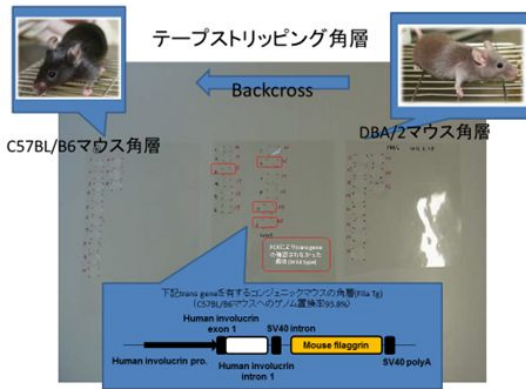 テープストリッピング角層
Backcross
C57BL/B6マウス角層
DBA/2マウス角層
下記trans geneを有するコンジェニックマウスの角層(Fila Tg)
(C57BL/B6マウスへのゲノム置換率93.8%)
Human involucrin
exon 1
SV40 intron
Mouse filaggrin
Human involucrin pro.
Human involucrin
intron 1
SV40 polyA